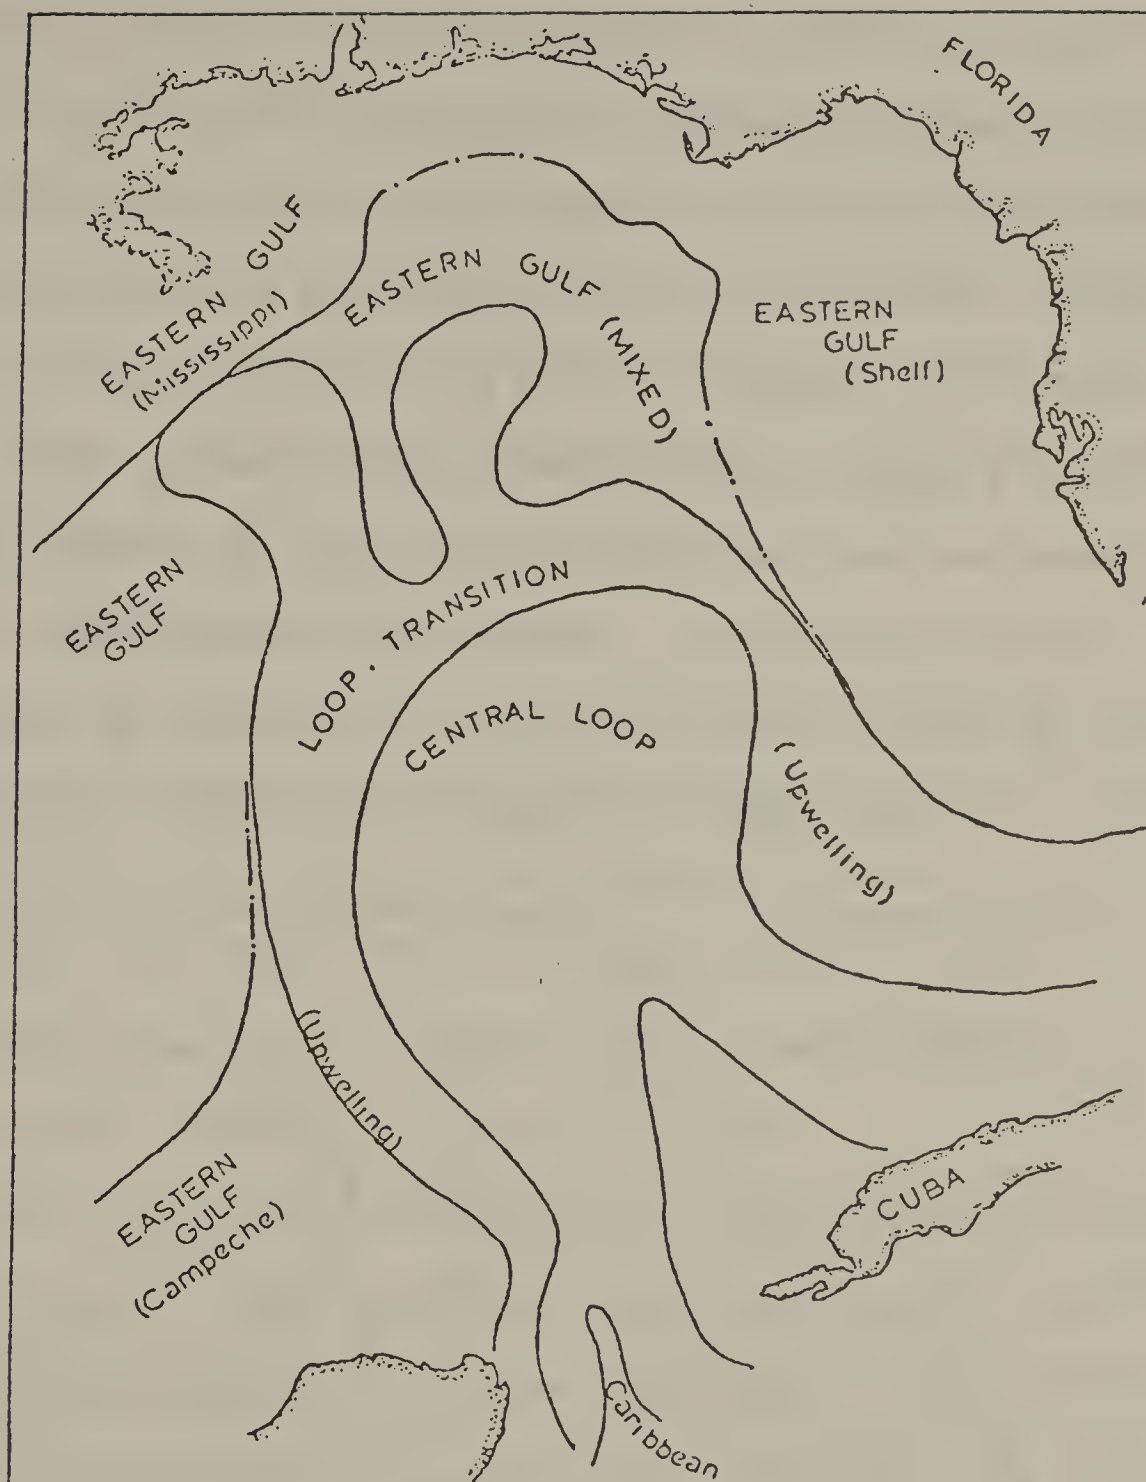 FLORIDA
EASTERN GULF
(Mississippi)
EASTERN GULF
(MIXED)
EASTERN
GULF
(Shelf)
EASTERN
GULF
LOOP. TRANSITION
CENTRAL LOOP
(Upwelling)
(Upwelling)
EASTERN
GULF
(Campeche)
CUBA
Caribbean